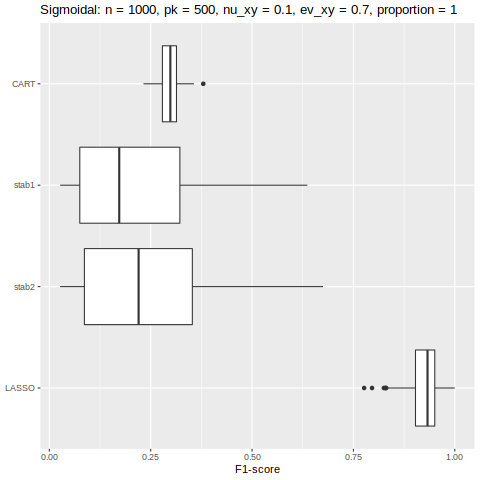 Sigmoidal: n = 1000, pk = 500, nu_xy = 0.1, ev_xy = 0.7, proportion = 1
CART
stab1
stab2
LASSO
0.00 0.25 0.50 0.75 1.00
F1-score